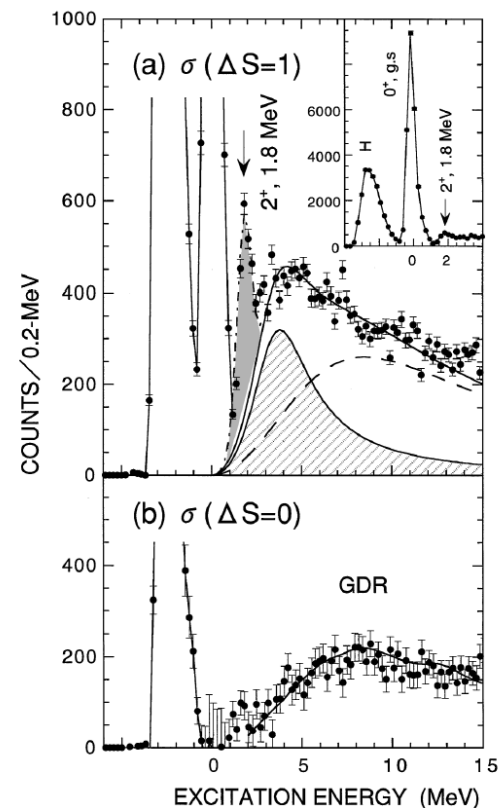 1000
800
600
400
200
0
COUNTS/0.2-MeV
(a) σ (ΔS=1)
2⁺, 1.8 MeV
8000
6000
4000
2000
0
H
0⁺, g.s
2⁺, 1.8 MeV
0 2
(b) σ (ΔS=0)
GDR
400
200
0
0 5 10 15
EXCITATION ENERGY (MeV)